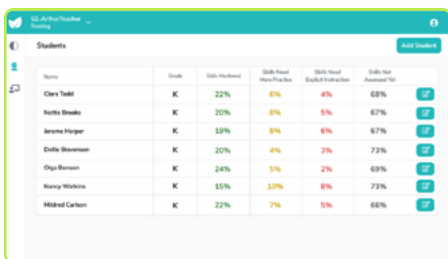 G1-ArthurTeacher
Reading
Students
Add Student
Name Grade Skills Mastered Skills Need More Practice Skills Need Explicit Instruction Skills Not Assessed Yet
Clara Todd K 22% 6% 4% 68%
Nettie Brooks K 20% 8% 5% 67%
Jerome Harper K 19% 8% 6% 67%
Dollie Stevenson K 20% 4% 3% 73%
Olga Benson K 24% 5% 2% 69%
Nancy Watkins K 15% 10% 8% 73%
Mildred Carlson K 22% 7% 5% 66%